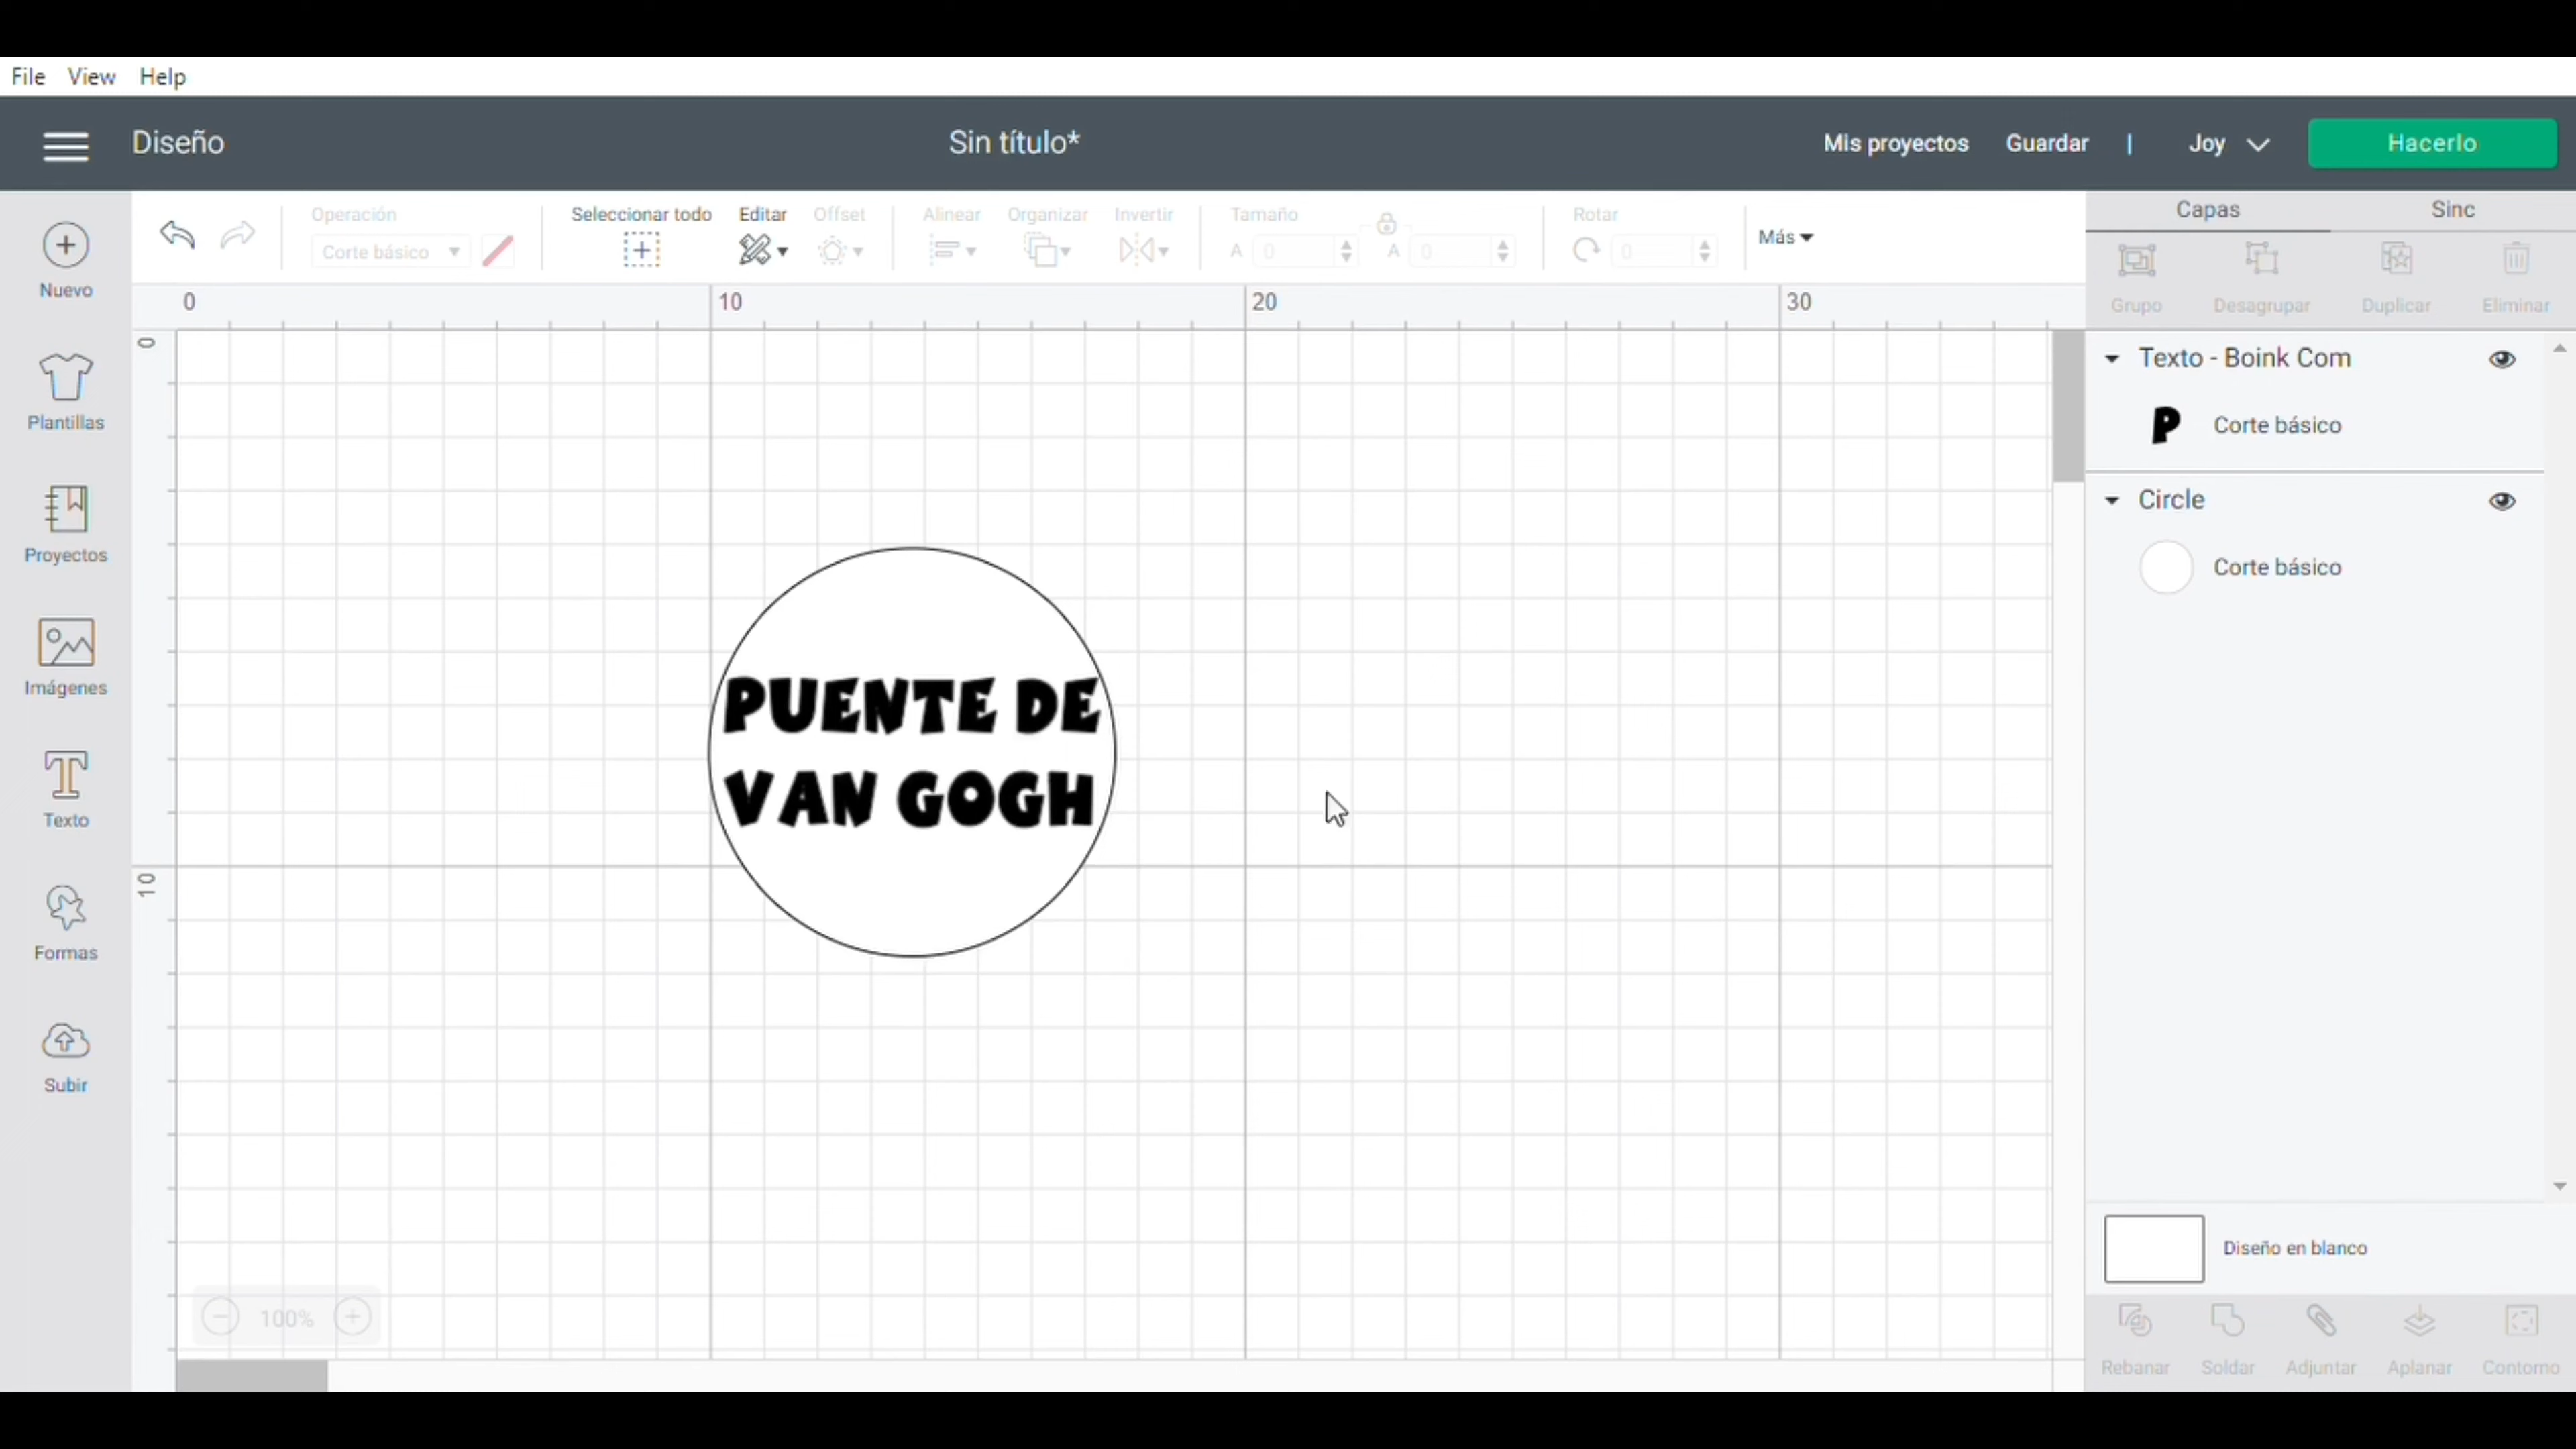 File View Help
Diseño Sin título* Mis proyectos Guardar | Joy Hacerlo
Operación Seleccionar todo Editar Offset Alinear Organizar Invertir Tamaño Rotar
Corte básico A 0 A 0 0 Más
Capas Sinc
Grupo Desagrupar Duplicar Eliminar
Nuevo
Plantillas
Proyectos
Imágenes
Texto
Formas
Subir
0 10 20 30
0
10
PUENTE DE
VAN GOGH
100%
Texto - Boink Com
P Corte básico
Circle
Corte básico
Diseño en blanco
Rebanar Soldar Adjuntar Aplanar Contorno